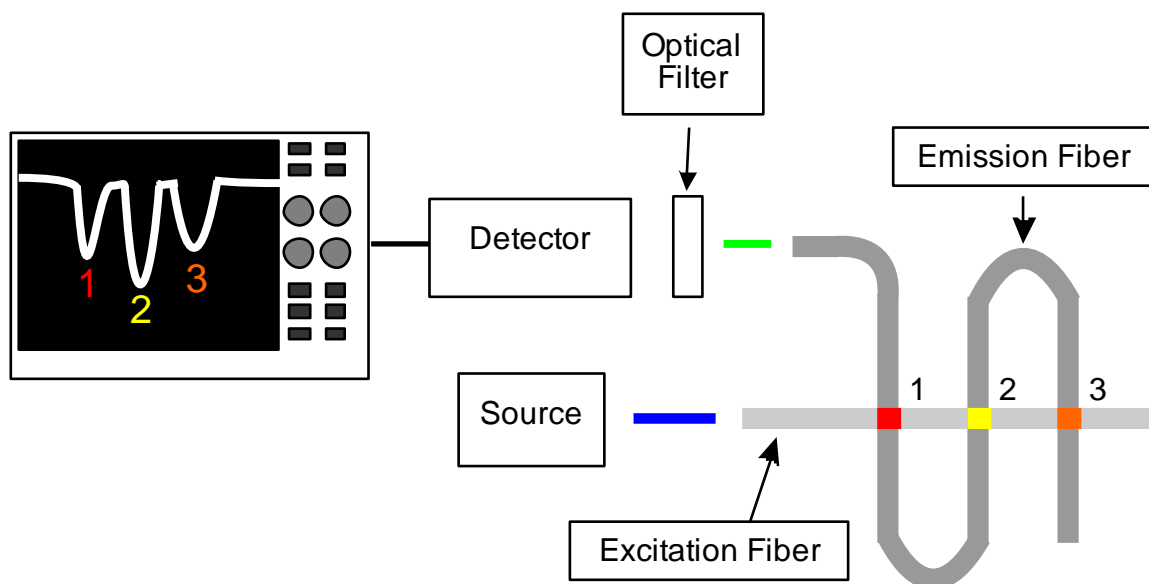 Optical
Filter
Emission Fiber
Detector
1
2
3
Source
1
2
3
Excitation Fiber